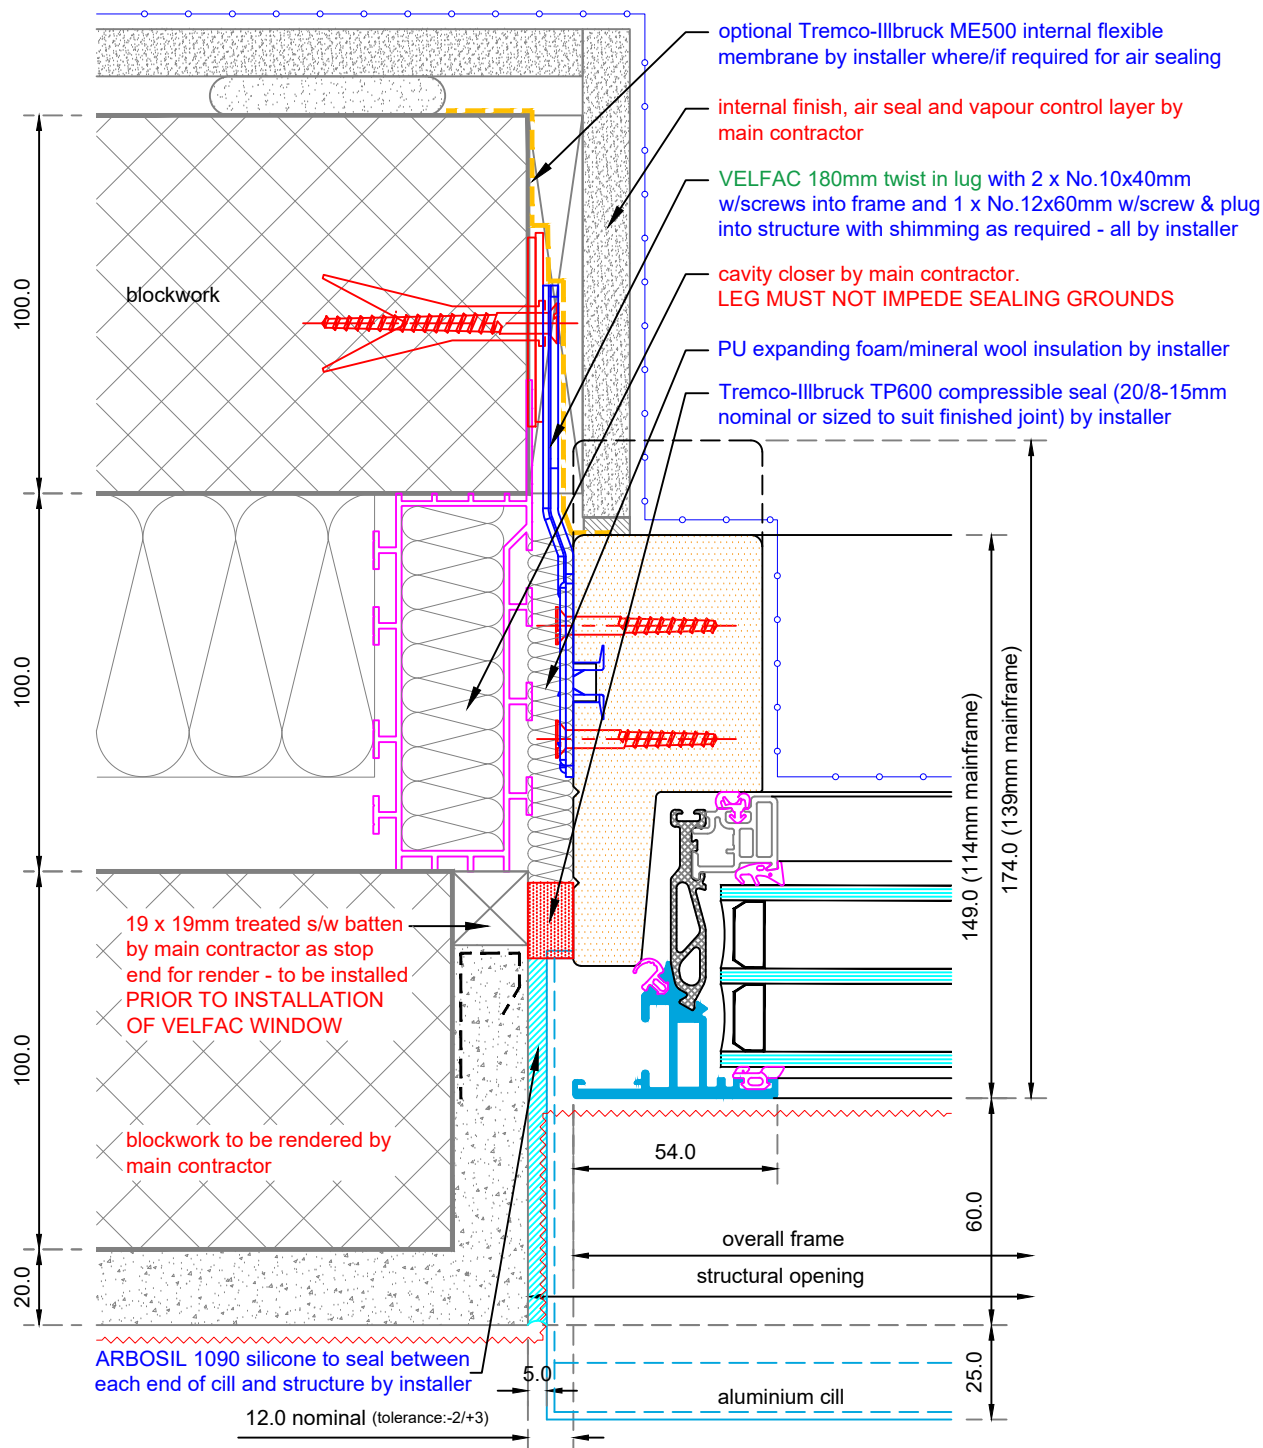 optional Tremco-Illbruck ME500 internal flexible
membrane by installer where/if required for air sealing
internal finish, air seal and vapour control layer by
main contractor
VELFAC 180mm twist in lug with 2 x No.10x40mm
w/screws into frame and 1 x No.12x60mm w/screw & plug
into structure with shimming as required - all by installer
cavity closer by main contractor.
LEG MUST NOT IMPEDE SEALING GROUNDS
PU expanding foam/mineral wool insulation by installer
Tremco-Illbruck TP600 compressible seal (20/8-15mm
nominal or sized to suit finished joint) by installer
100.0
blockwork
100.0
149.0 (114mm mainframe)
174.0 (139mm mainframe)
19 x 19mm treated s/w batten
by main contractor as stop
end for render - to be installed
PRIOR TO INSTALLATION
OF VELFAC WINDOW
100.0
blockwork to be rendered by
main contractor
54.0
60.0
overall frame
structural opening
20.0
ARBOSIL 1090 silicone to seal between
each end of cill and structure by installer
5.0
25.0
aluminium cill
12.0 nominal (tolerance:-2/+3)